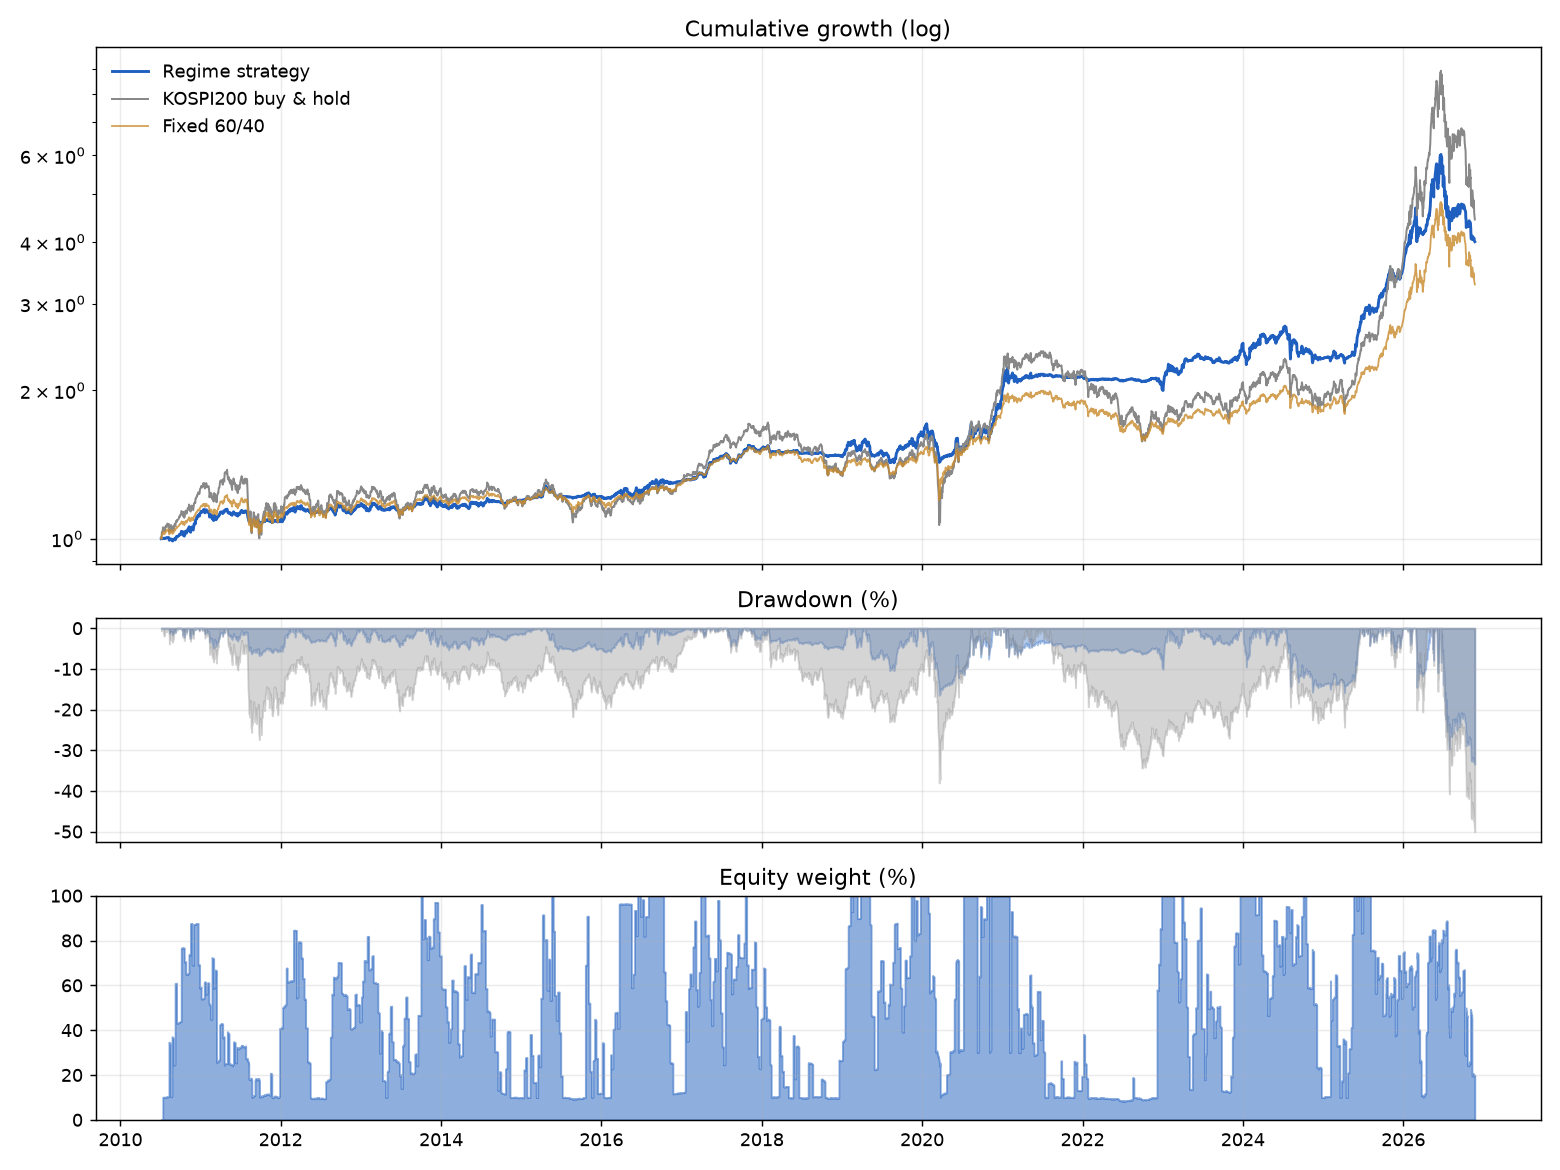 Cumulative growth (log)
Regime strategy
KOSPI200 buy & hold
Fixed 60/40
6 × 10⁰
4 × 10⁰
3 × 10⁰
2 × 10⁰
10⁰
Drawdown (%)
0
-10
-20
-30
-40
-50
Equity weight (%)
100
80
60
40
20
0
2010 2012 2014 2016 2018 2020 2022 2024 2026